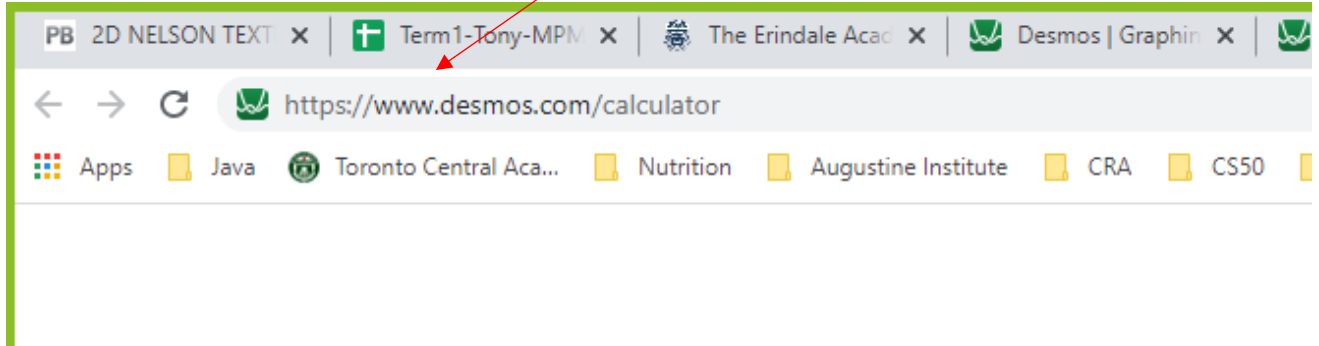 PB 2D NELSON TEXT Term1-Tony-MPM The Erindale Acad Desmos | Graphin
https://www.desmos.com/calculator
Apps Java Toronto Central Aca... Nutrition Augustine Institute CRA CS50